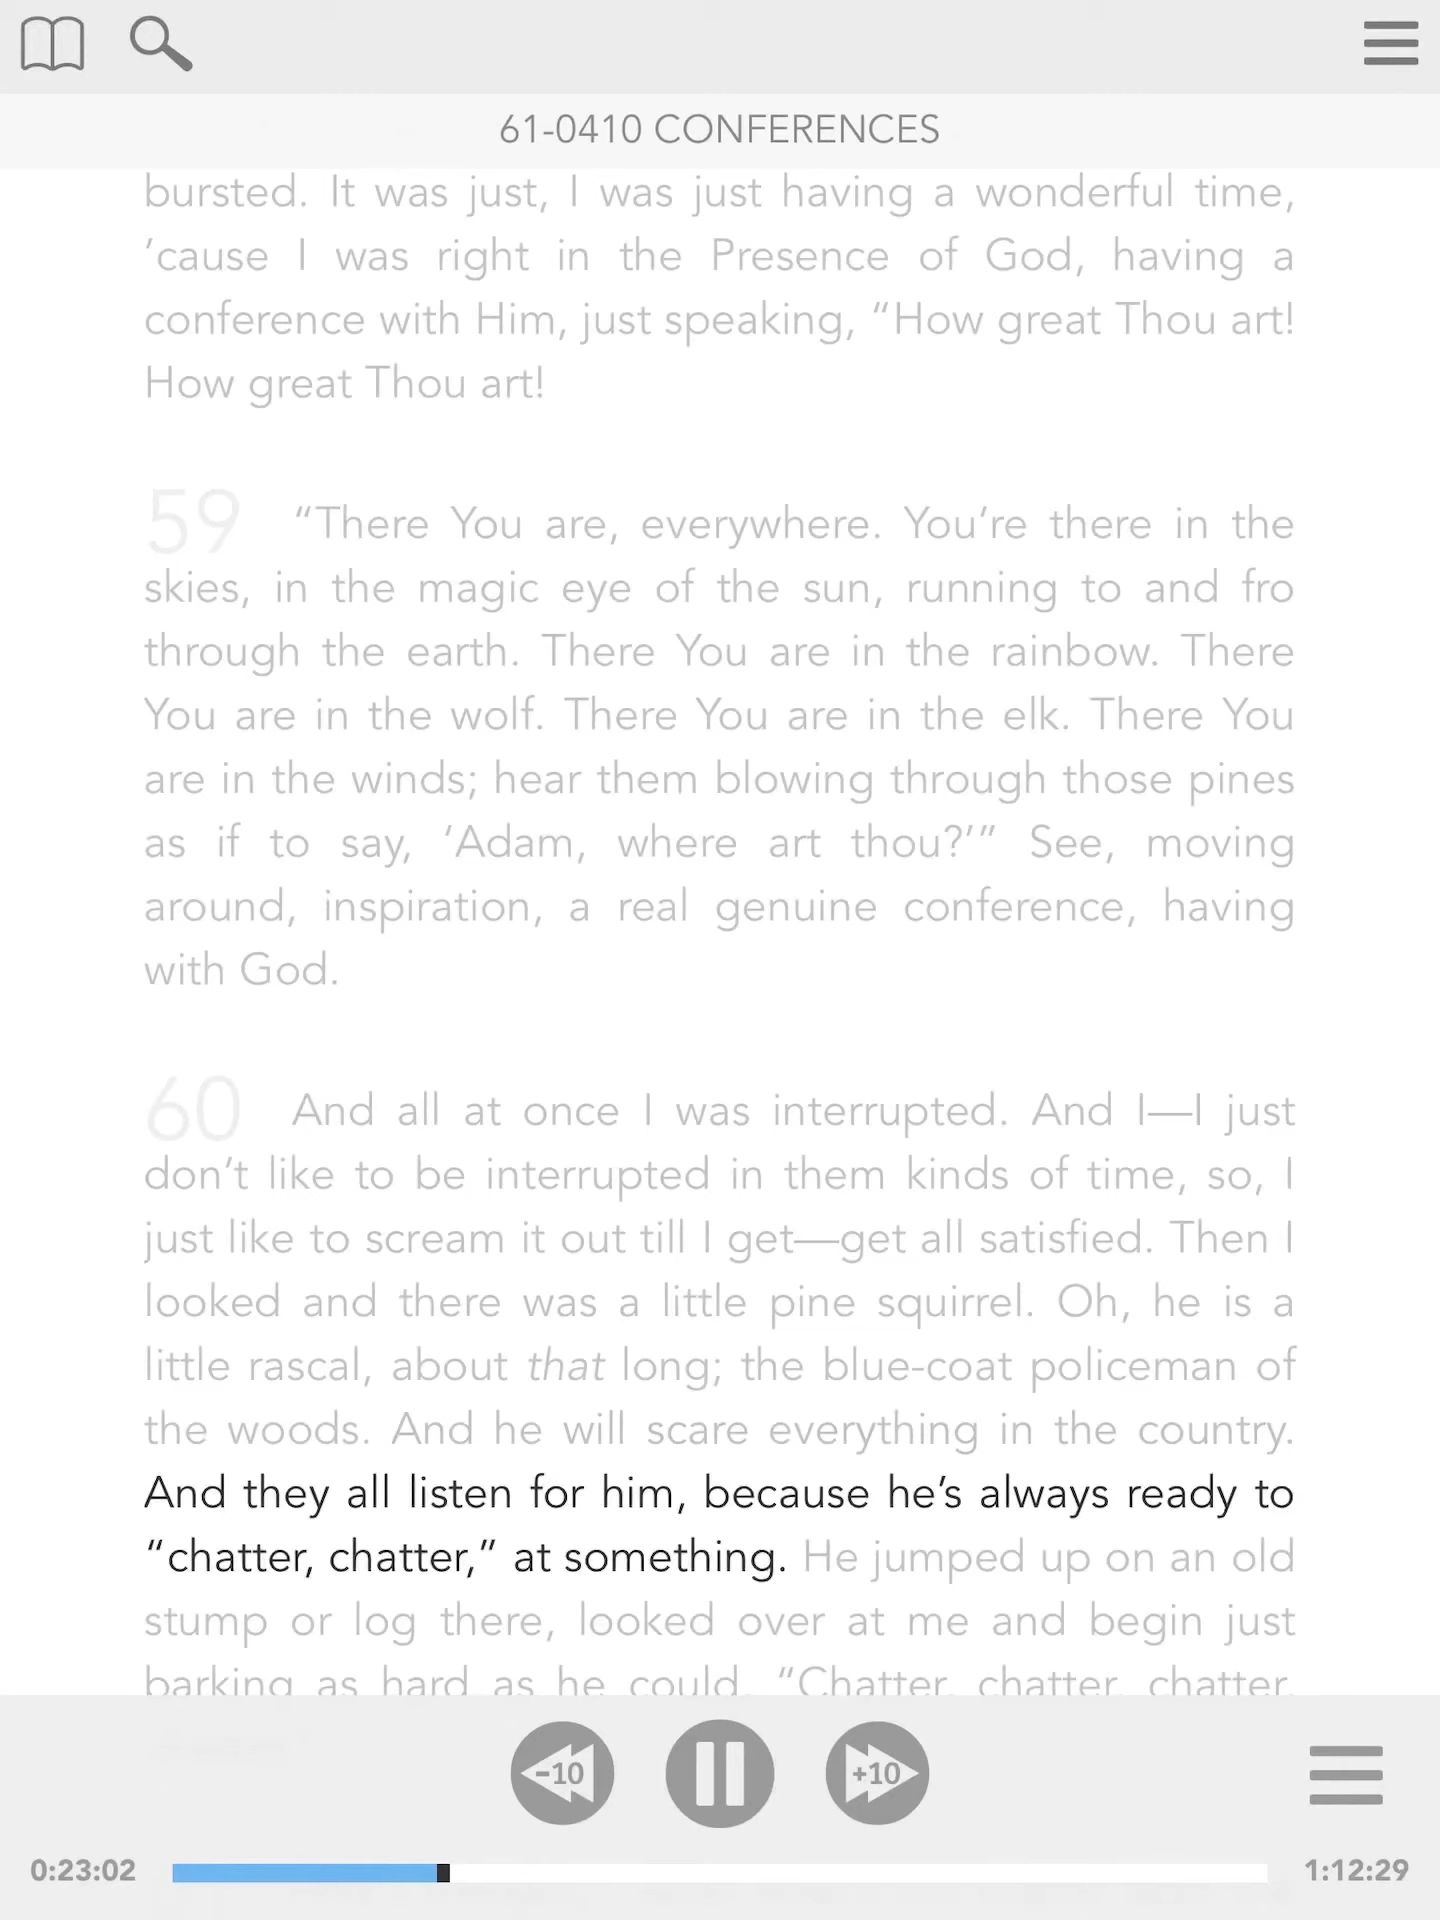 61-0410 CONFERENCES
bursted. It was just, I was just having a wonderful time,
’cause I was right in the Presence of God, having a
conference with Him, just speaking, “How great Thou art!
How great Thou art!
59 “There You are, everywhere. You’re there in the
skies, in the magic eye of the sun, running to and fro
through the earth. There You are in the rainbow. There
You are in the wolf. There You are in the elk. There You
are in the winds; hear them blowing through those pines
as if to say, ‘Adam, where art thou?’” See, moving
around, inspiration, a real genuine conference, having
with God.
60 And all at once I was interrupted. And I—I just
don’t like to be interrupted in them kinds of time, so, I
just like to scream it out till I get—get all satisfied. Then I
looked and there was a little pine squirrel. Oh, he is a
little rascal, about that long; the blue-coat policeman of
the woods. And he will scare everything in the country.
And they all listen for him, because he’s always ready to
“chatter, chatter,” at something. He jumped up on an old
stump or log there, looked over at me and begin just
barking as hard as he could, “Chatter, chatter, chatter,
-10 +10
0:23:02 1:12:29